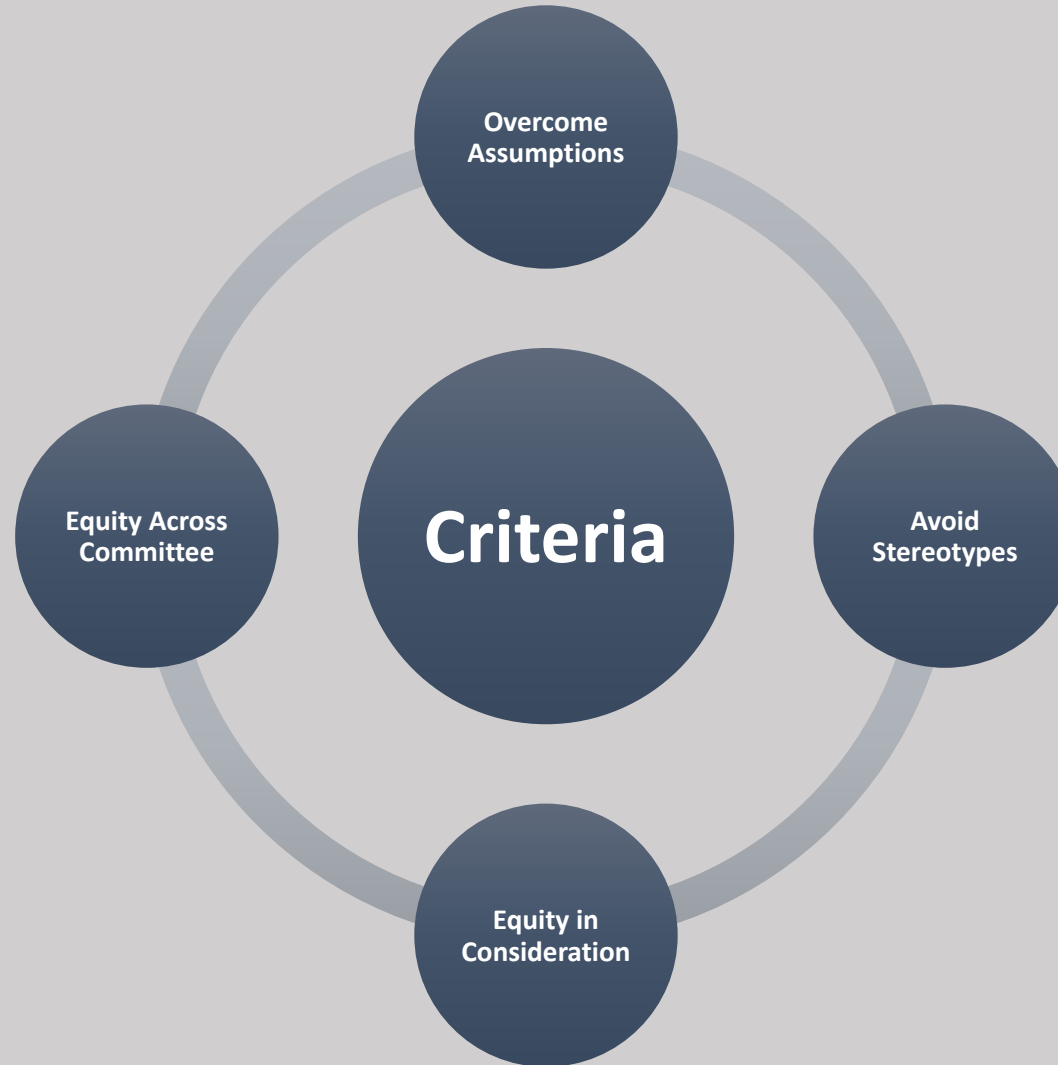 Overcome
Assumptions
Equity Across
Committee
Criteria
Avoid
Stereotypes
Equity in
Consideration